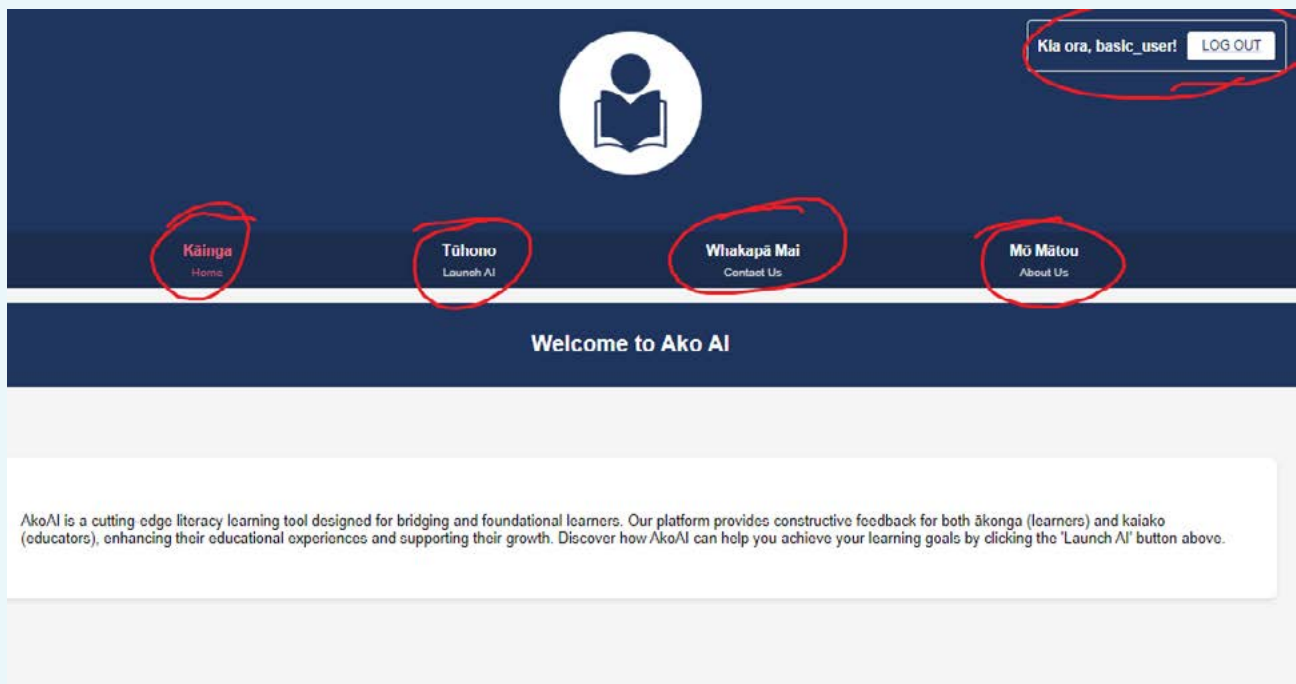 Kia ora, basic_user! LOG OUT
Kāinga
Home
Tūhono
Launch AI
Whakapā Mai
Contact Us
Mō Mātou
About Us
Welcome to Ako AI
AkoAI is a cutting-edge literacy learning tool designed for bridging and foundational learners. Our platform provides constructive feedback for both ākonga (learners) and kaiako
(educators), enhancing their educational experiences and supporting their growth. Discover how AkoAI can help you achieve your learning goals by clicking the 'Launch AI' button above.